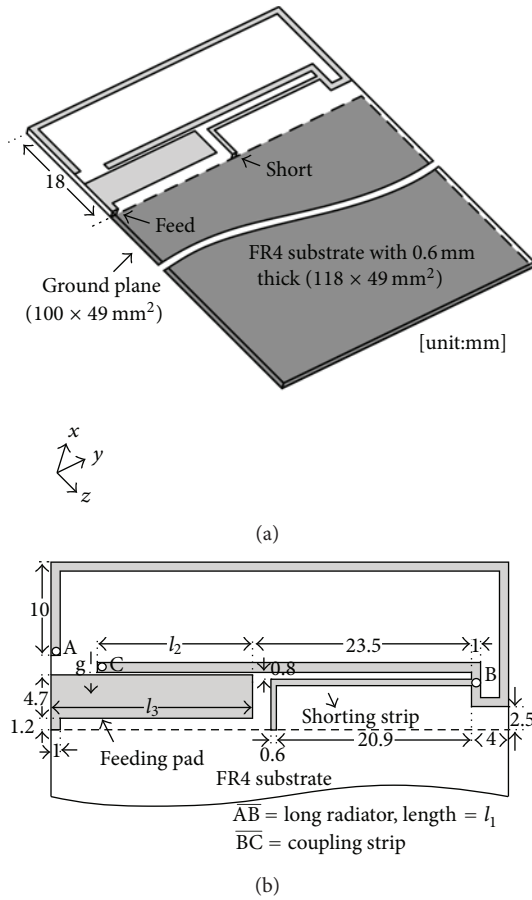 18
Short
Feed
FR4 substrate with 0.6 mm
thick (118 × 49 mm²)
Ground plane
(100 × 49 mm²)
[unit:mm]
x
y
z
(a)
10
A
g
C
l₂
23.5
1
0.8
B
4.7
l₃
Shorting strip
2.5
1.2
1
Feeding pad
0.6
20.9
4
FR4 substrate
A̅B̅ = long radiator, length = l₁
B̅C̅ = coupling strip
(b)